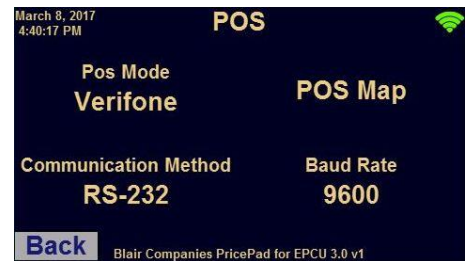 March 8, 2017
4:40:17 PM
POS
Pos Mode
Verifone
POS Map
Communication Method
RS-232
Baud Rate
9600
Back
Blair Companies PricePad for EPCU 3.0 v1